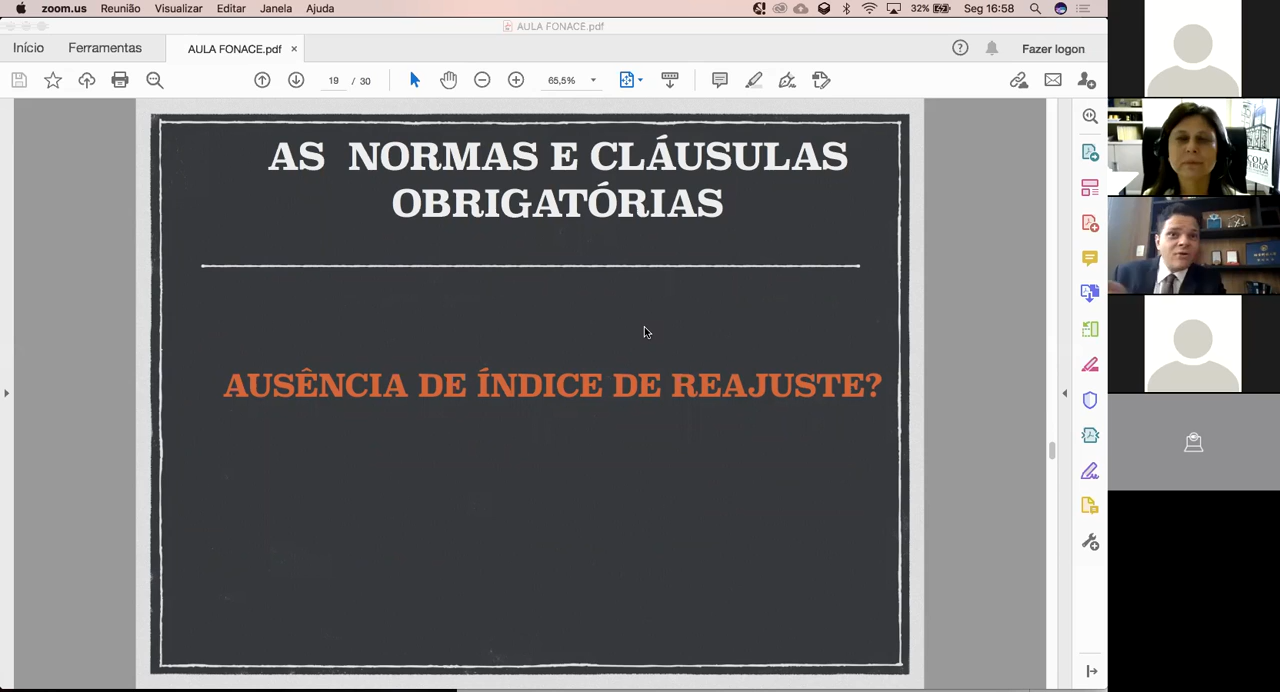 zoom.us Reunião Visualizar Editar Janela Ajuda 32% Seg 16:58
AULA FONACE.pdf
Início Ferramentas AULA FONACE.pdf × Fazer logon
19 / 30 65,5%
AS NORMAS E CLÁUSULAS
OBRIGATÓRIAS
AUSÊNCIA DE ÍNDICE DE REAJUSTE?